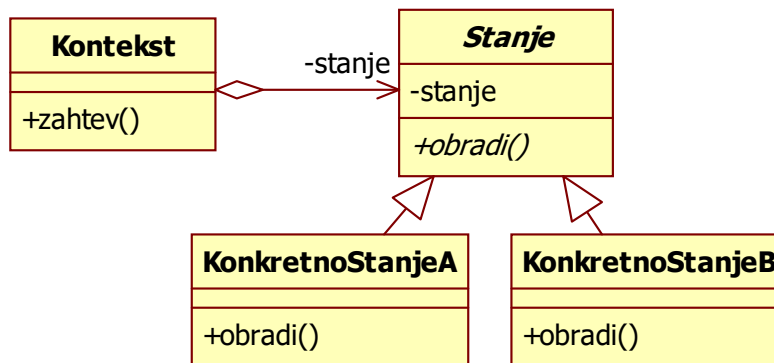 Kontekst
+zahtev()
-stanje
Stanje
-stanje
+obradi()
KonkretnoStanjeA
+obradi()
KonkretnoStanjeB
+obradi()